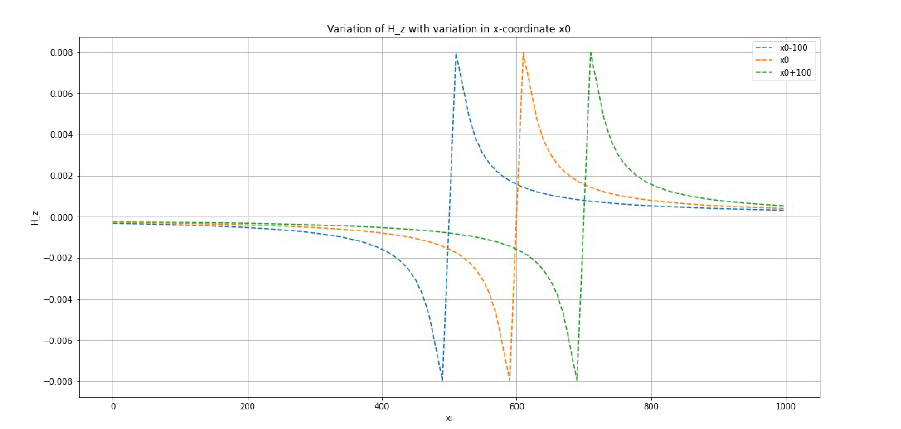 Variation of H_z with variation in x-coordinate x0
x0-100
x0
x0+100
0.008
0.006
0.004
0.002
0.000
−0.002
−0.004
−0.006
−0.008
H_z
0
200
400
600
800
1000
xi